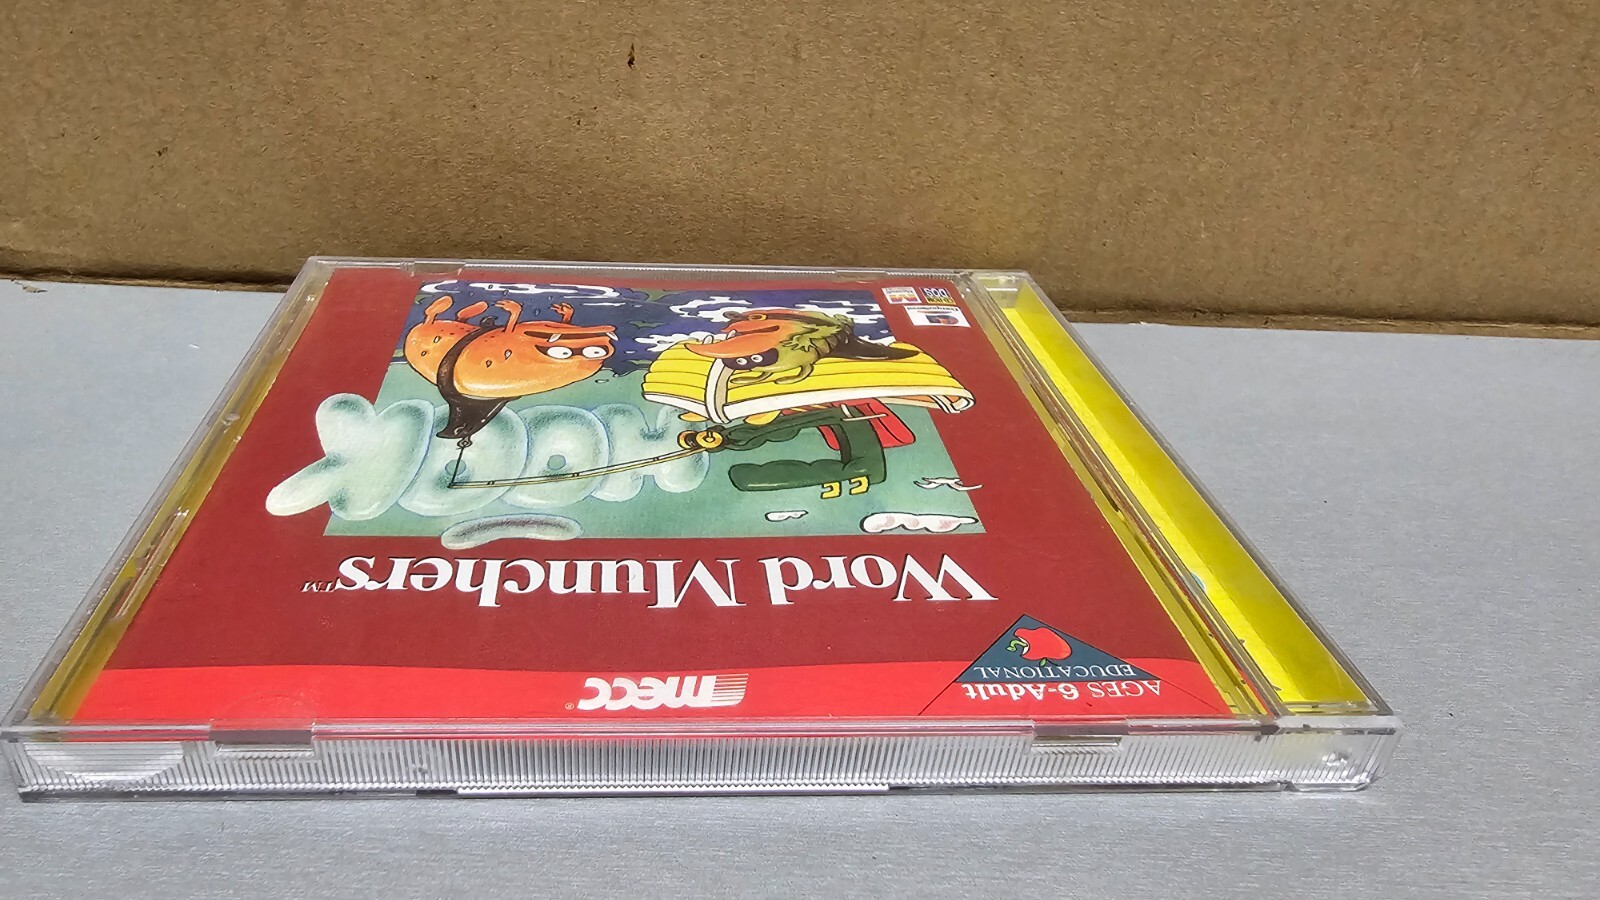 mecc®
AGES 6-Adult
EDUCATIONAL
Word Munchers™
HOOK